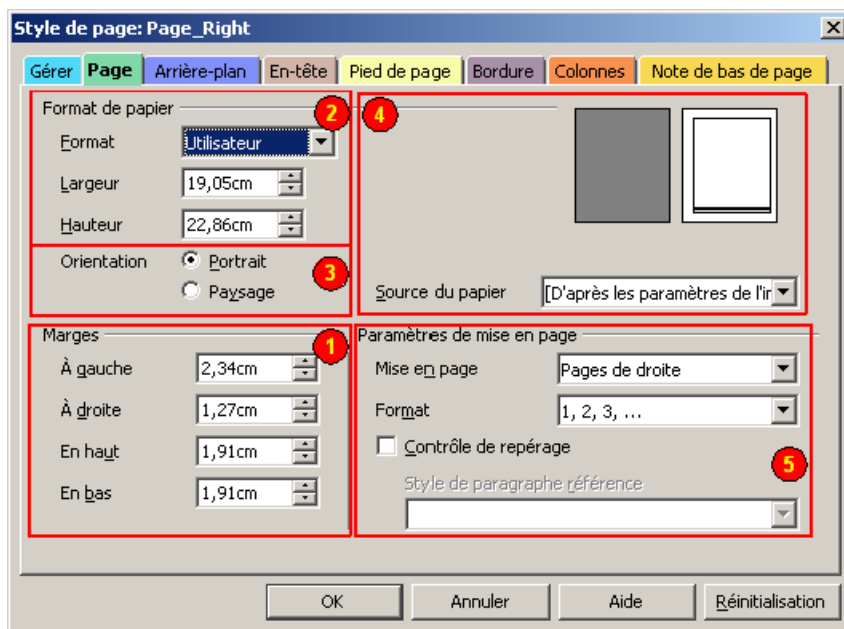 Style de page: Page_Right
Gérer Page Arrière-plan En-tête Pied de page Bordure Colonnes Note de bas de page
Format de papier
2
4
Format Utilisateur
Largeur 19,05cm
Hauteur 22,86cm
Orientation Portrait
3
Paysage
Source du papier [D'après les paramètres de l'ir
Marges
1
À gauche 2,34cm
À droite 1,27cm
En haut 1,91cm
En bas 1,91cm
Paramètres de mise en page
Mise en page Pages de droite
Format 1, 2, 3, ...
Contrôle de repérage
5
Style de paragraphe référence
OK Annuler Aide Réinitialisation